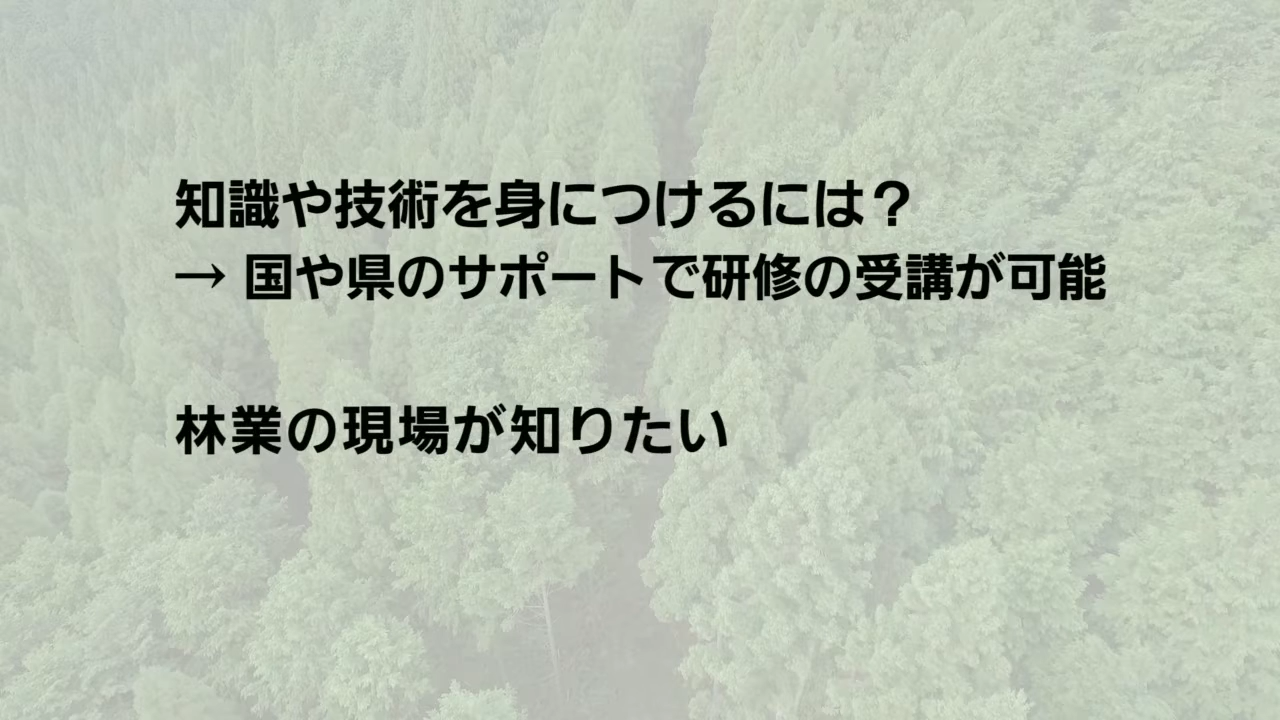 知識や技術を身につけるには？
→ 国や県のサポートで研修の受講が可能
林業の現場が知りたい